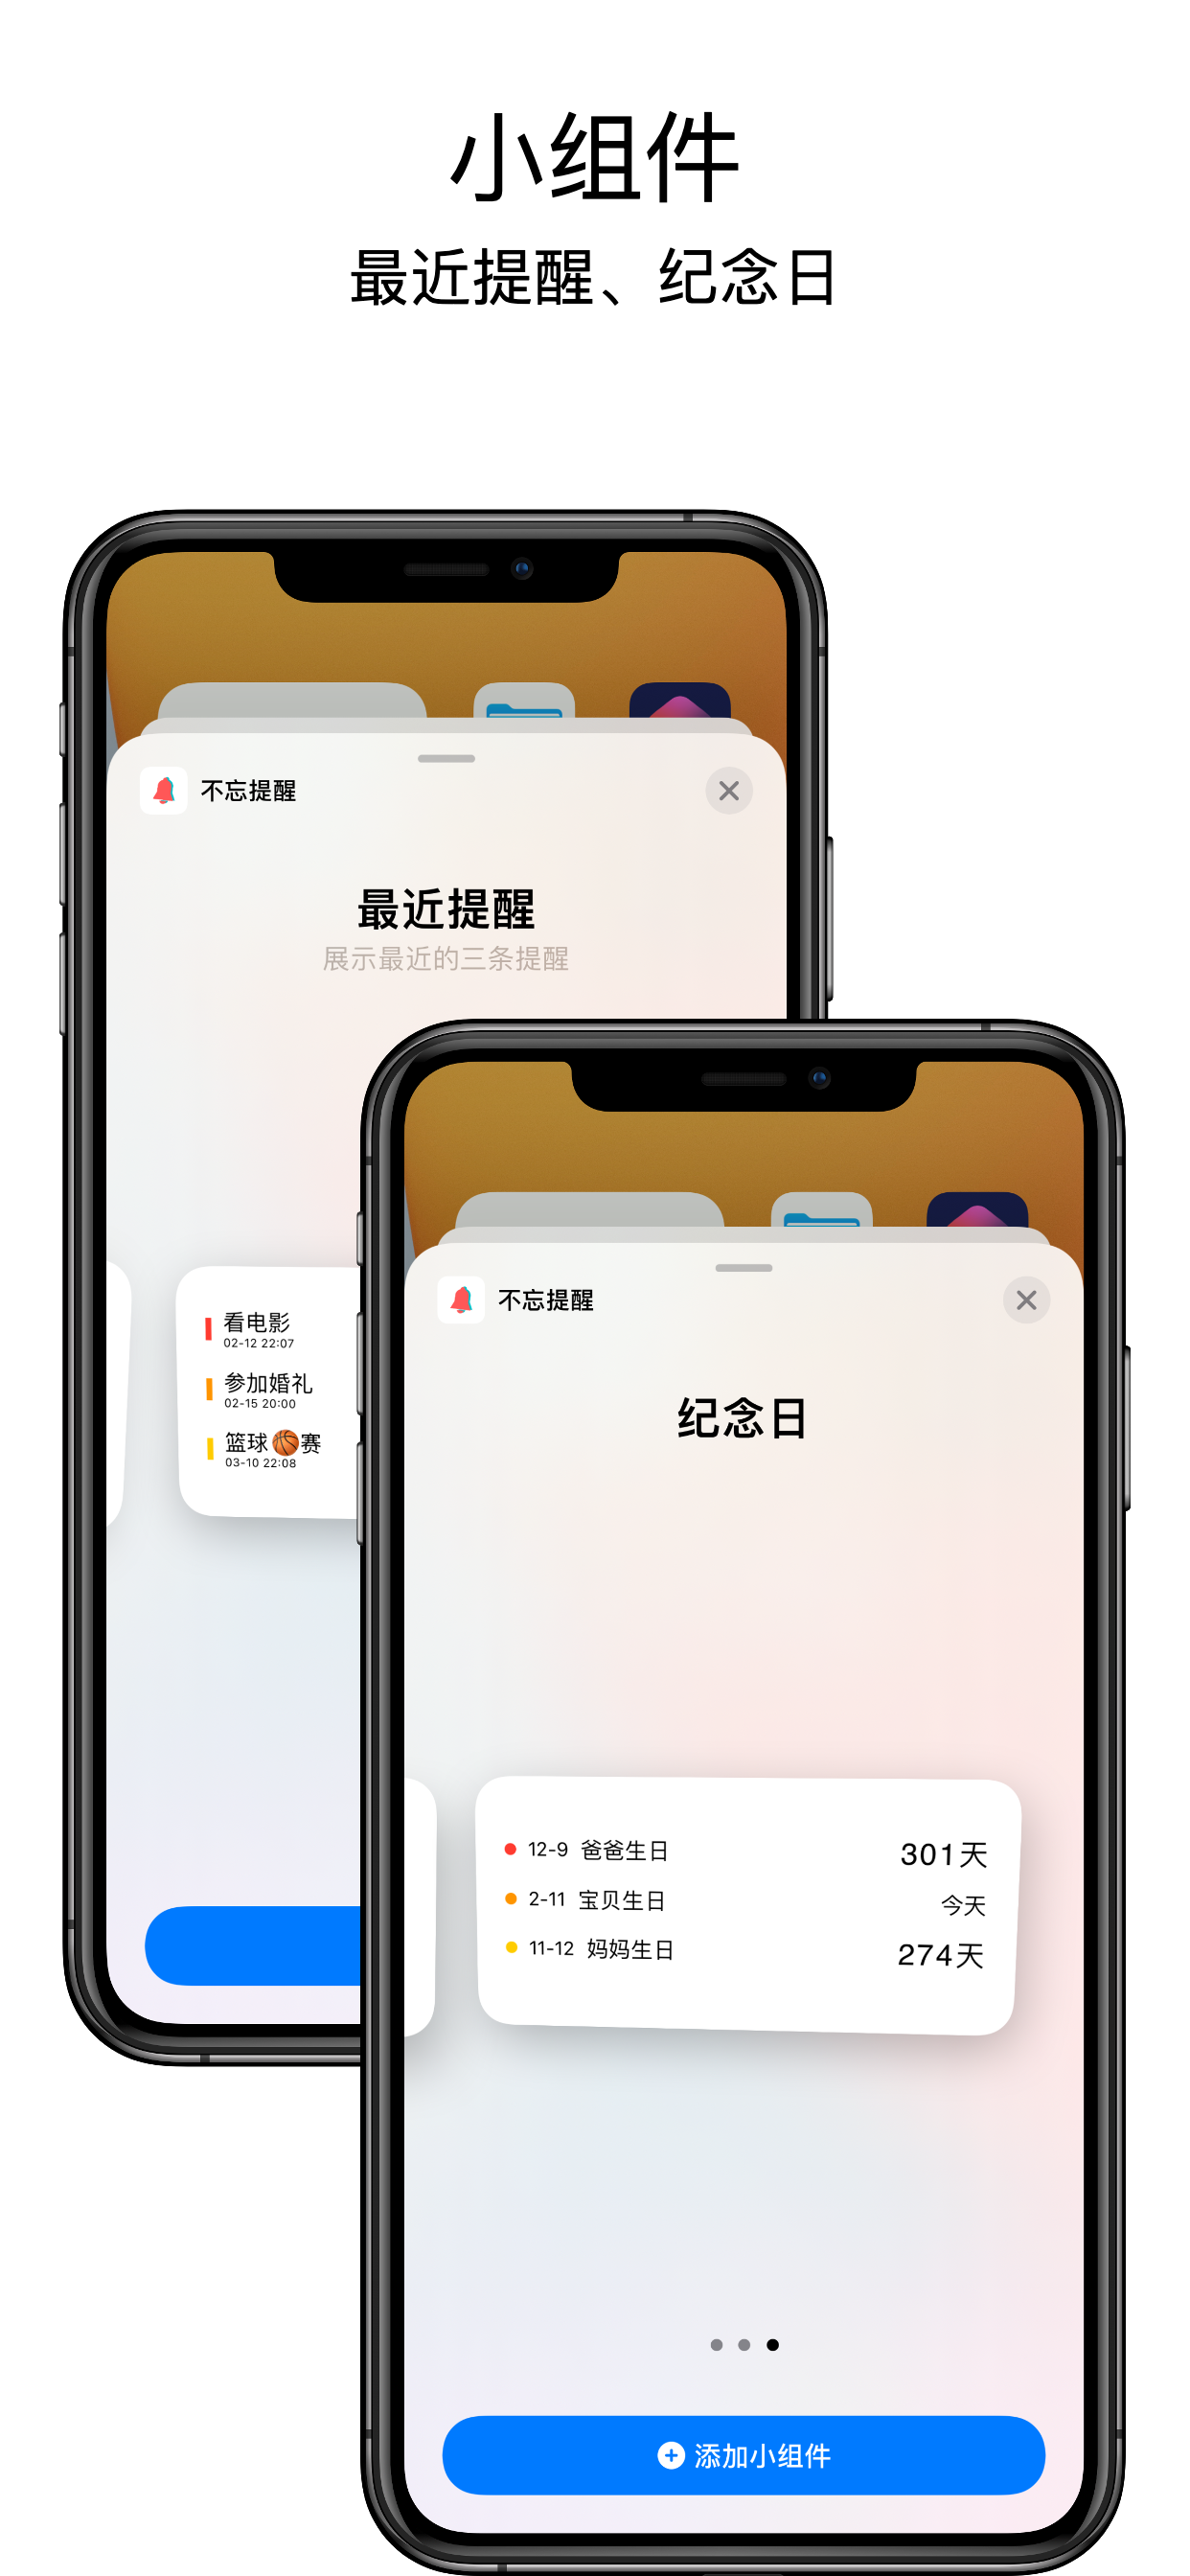 小组件
最近提醒、纪念日
不忘提醒
最近提醒
展示最近的三条提醒
看电影
02-12 22:07
参加婚礼
02-15 20:00
篮球🏀赛
03-10 22:08
不忘提醒
纪念日
12-9 爸爸生日 301天
2-11 宝贝生日 今天
11-12 妈妈生日 274天
添加小组件